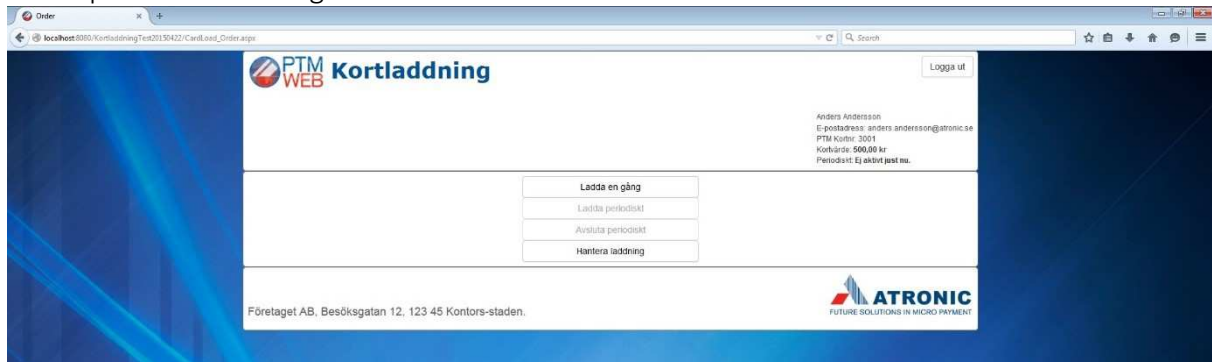 Order
localhost:8080/KortladdningTest20150422/CardLoad_Order.aspx
Search
PTM
WEB
Kortladdning
Logga ut
Anders Andersson
E-postadress: anders.andersson@atronic.se
PTM Kortnr: 3001
Kortvärde: 500,00 kr
Periodiskt: Ej aktivt just nu.
Ladda en gång
Ladda periodiskt
Avsluta periodiskt
Hantera laddning
Företaget AB, Besöksgatan 12, 123 45 Kontors-staden.
ATRONIC
FUTURE SOLUTIONS IN MICRO PAYMENT